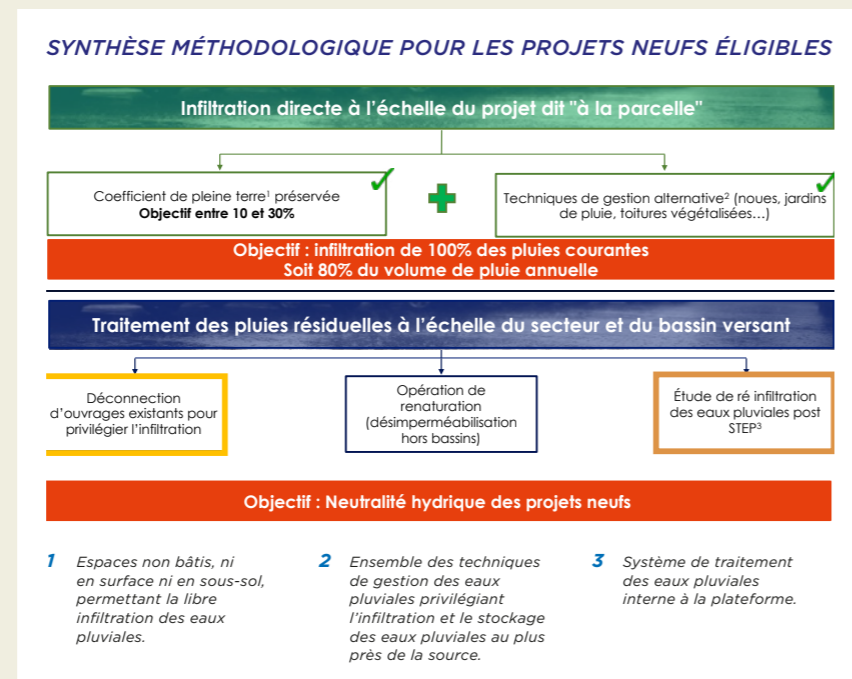 SYNTHÈSE MÉTHODOLOGIQUE POUR LES PROJETS NEUFS ÉLIGIBLES
Infiltration directe à l'échelle du projet dit "à la parcelle"
Coefficient de pleine terre¹ préservée
Objectif entre 10 et 30%
Techniques de gestion alternative² (noues, jardins
de pluie, toitures végétalisées…)
Objectif : infiltration de 100% des pluies courantes
Soit 80% du volume de pluie annuelle
Traitement des pluies résiduelles à l'échelle du secteur et du bassin versant
Déconnection
d'ouvrages existants pour
privilégier l'infiltration
Opération de
renaturation
(désimperméabilisation
hors bassins)
Étude de ré infiltration
des eaux pluviales post
STEP³
Objectif : Neutralité hydrique des projets neufs
1 Espaces non bâtis, ni
en surface ni en sous-sol,
permettant la libre
infiltration des eaux
pluviales.
2 Ensemble des techniques
de gestion des eaux
pluviales privilégiant
l'infiltration et le stockage
des eaux pluviales au plus
près de la source.
3 Système de traitement
des eaux pluviales
interne à la plateforme.